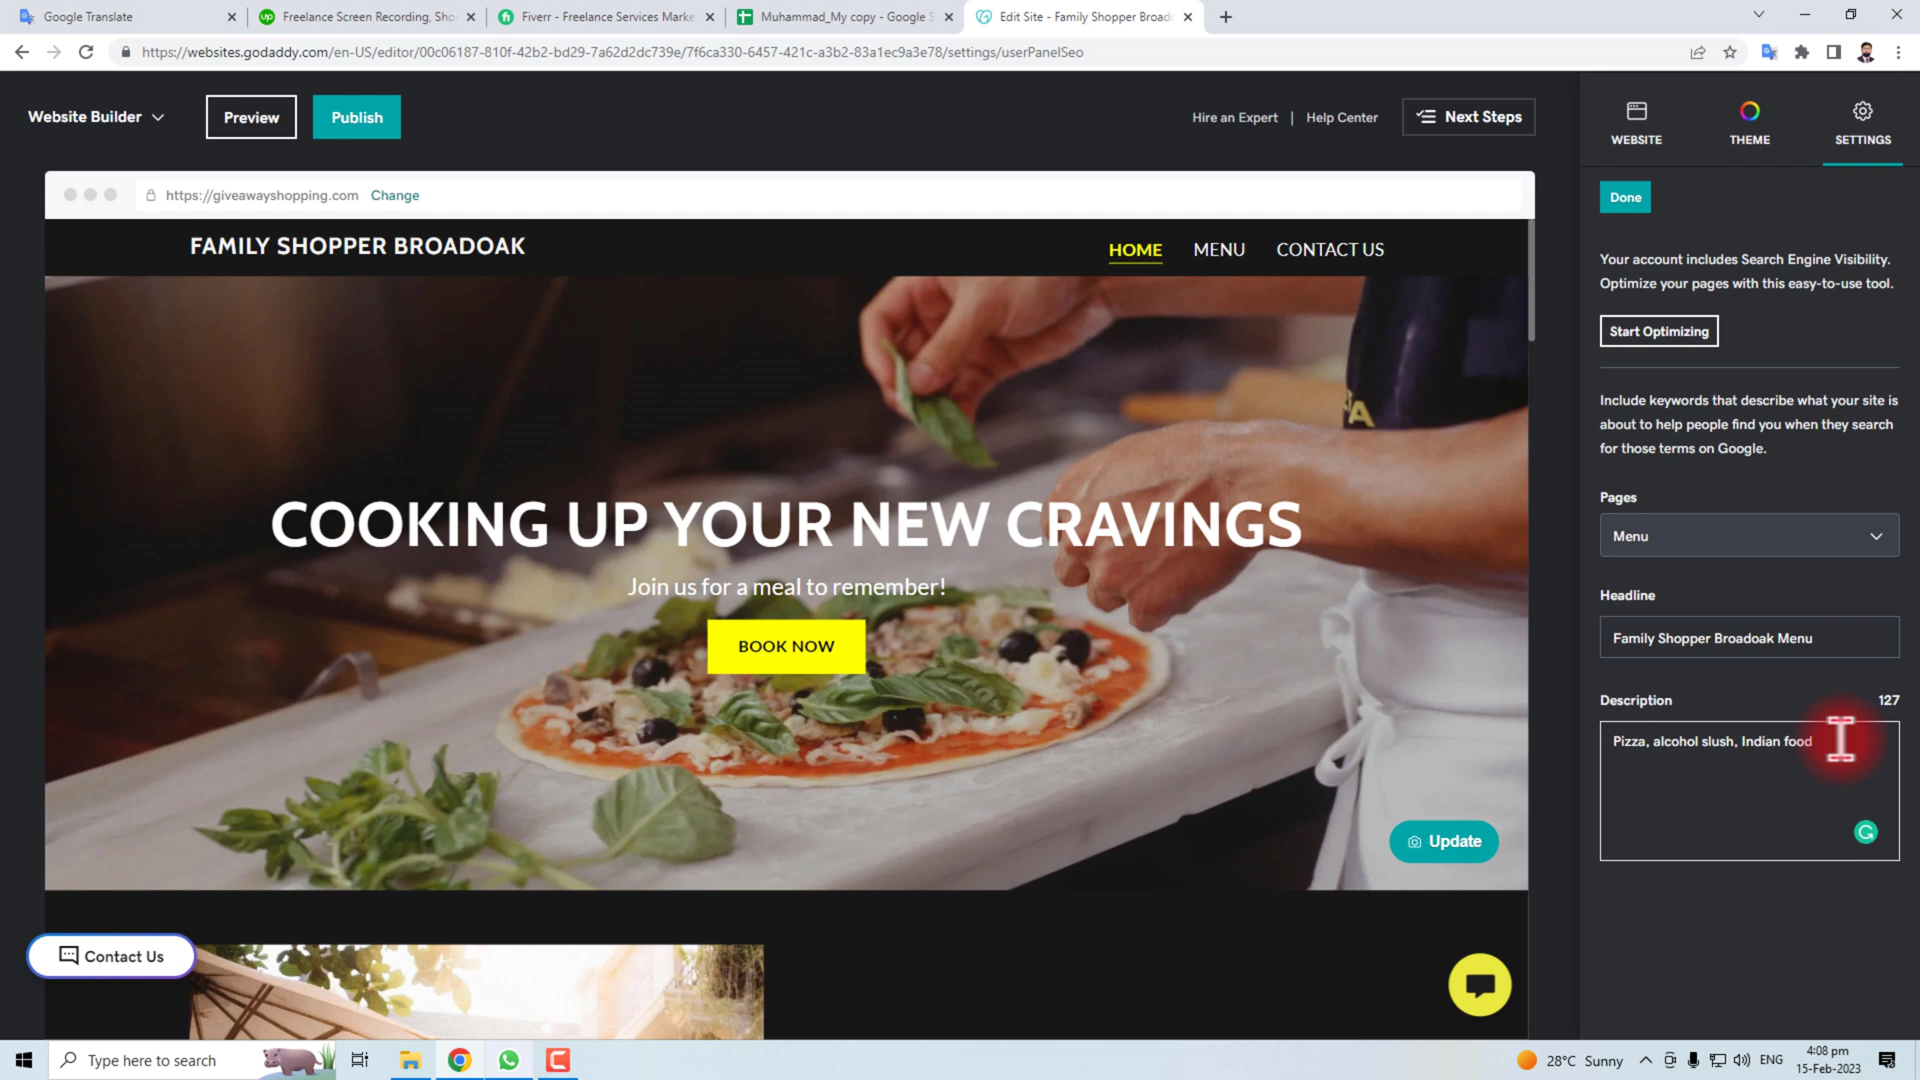 Google Translate
Freelance Screen Recording, Sho
Fiverr - Freelance Services Marke
Muhammad_My copy - Google S
Edit Site - Family Shopper Broado
https://websites.godaddy.com/en-US/editor/00c06187-810f-42b2-bd29-7a62d2dc739e/7f6ca330-6457-421c-a3b2-83a1ec9a3e78/settings/userPanelSeo
Website Builder
Preview
Publish
Hire an Expert | Help Center
Next Steps
WEBSITE
THEME
SETTINGS
https://giveawayshopping.com Change
Done
FAMILY SHOPPER BROADOAK
HOME
MENU
CONTACT US
Your account includes Search Engine Visibility.
Optimize your pages with this easy-to-use tool.
Start Optimizing
Include keywords that describe what your site is
about to help people find you when they search
for those terms on Google.
COOKING UP YOUR NEW CRAVINGS
Join us for a meal to remember!
BOOK NOW
Pages
Menu
Headline
Family Shopper Broadoak Menu
Description 127
Pizza, alcohol slush, Indian food
Update
Contact Us
Type here to search
28°C Sunny
ENG
4:08 pm
15-Feb-2023